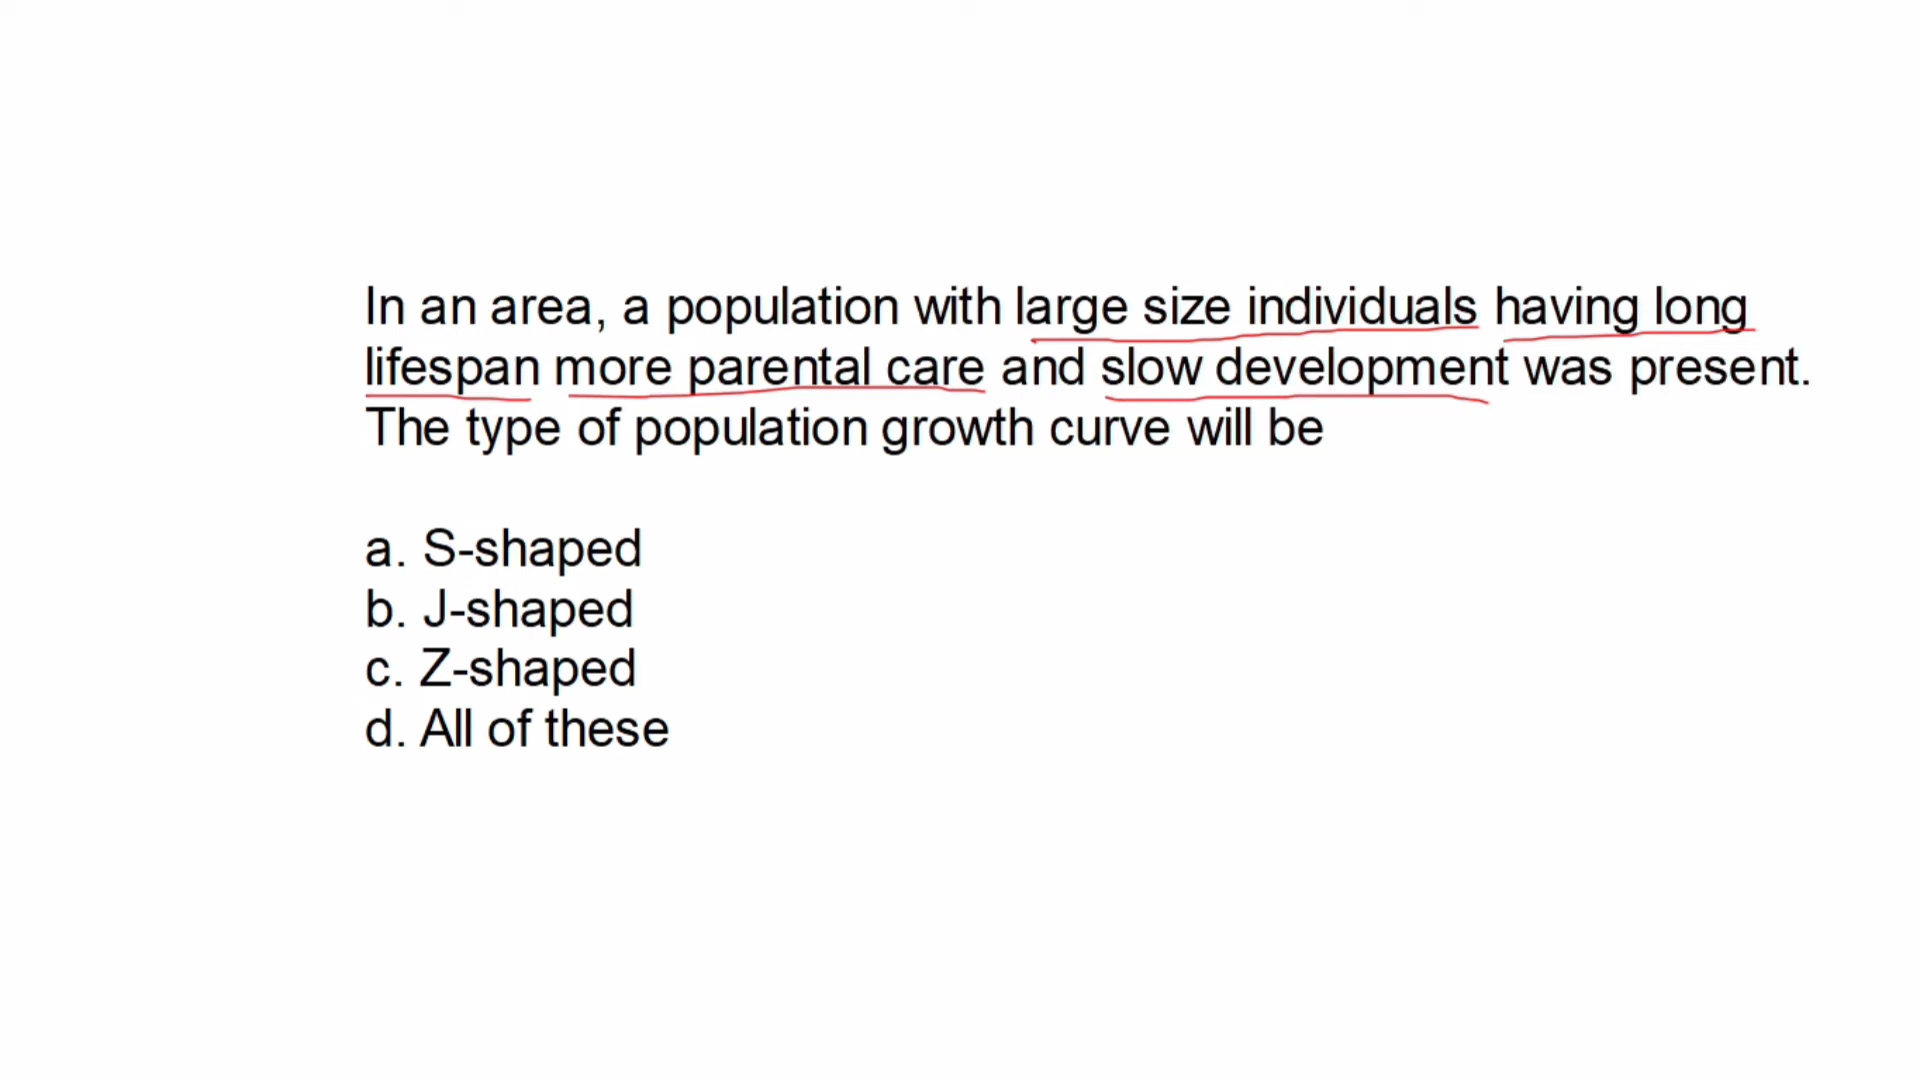 In an area, a population with large size individuals having long
lifespan more parental care and slow development was present.
The type of population growth curve will be
a. S-shaped
b. J-shaped
c. Z-shaped
d. All of these